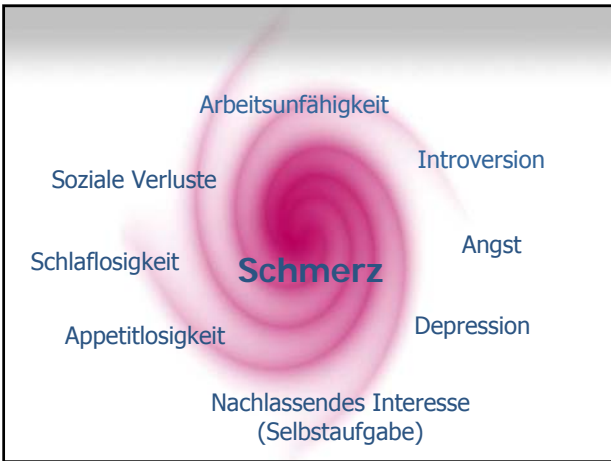 Arbeitsunfähigkeit
Introversion
Soziale Verluste
Angst
Schlaflosigkeit
Schmerz
Depression
Appetitlosigkeit
Nachlassendes Interesse
(Selbstaufgabe)